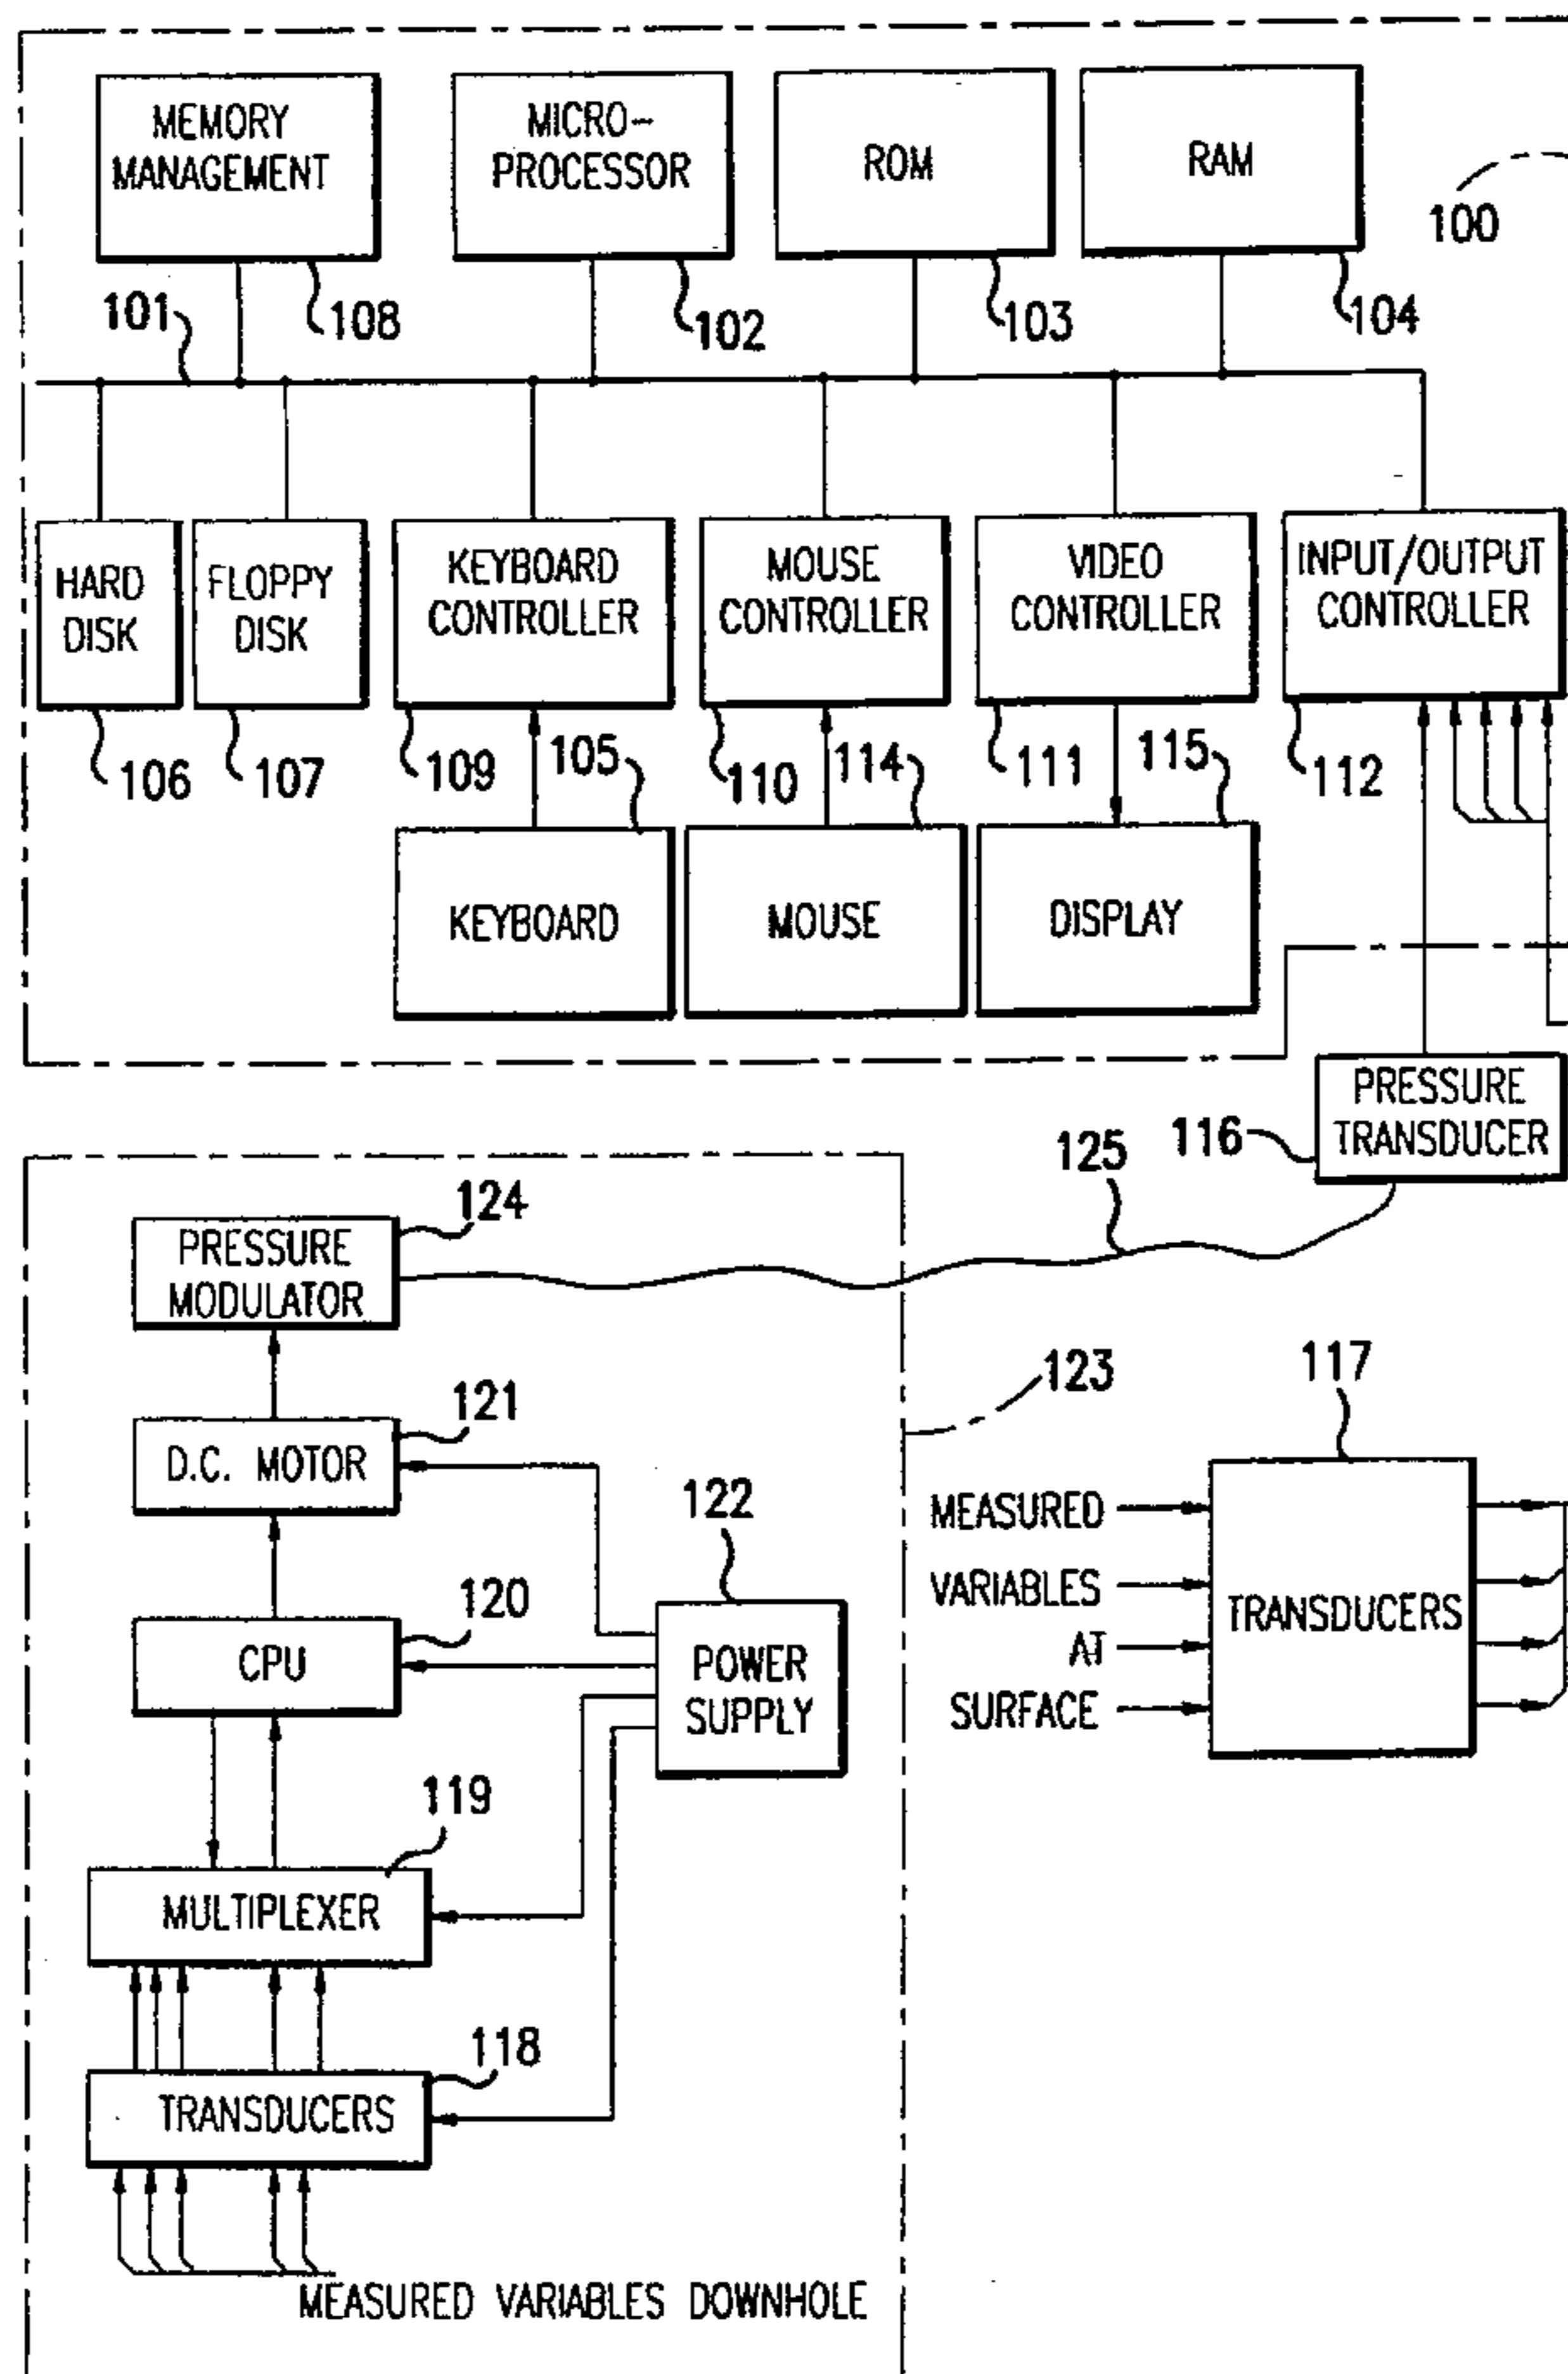 MEMORY
MANAGEMENT
MICRO-
PROCESSOR
ROM
RAM
100
101
108
102
103
104
HARD
DISK
FLOPPY
DISK
KEYBOARD
CONTROLLER
MOUSE
CONTROLLER
VIDEO
CONTROLLER
INPUT/OUTPUT
CONTROLLER
106
107
109
105
110
114
111
115
112
KEYBOARD
MOUSE
DISPLAY
PRESSURE
TRANSDUCER
116
125
124
PRESSURE
MODULATOR
123
117
121
D.C. MOTOR
122
MEASURED
VARIABLES
AT
SURFACE
TRANSDUCERS
120
CPU
POWER
SUPPLY
119
MULTIPLEXER
118
TRANSDUCERS
MEASURED VARIABLES DOWNHOLE